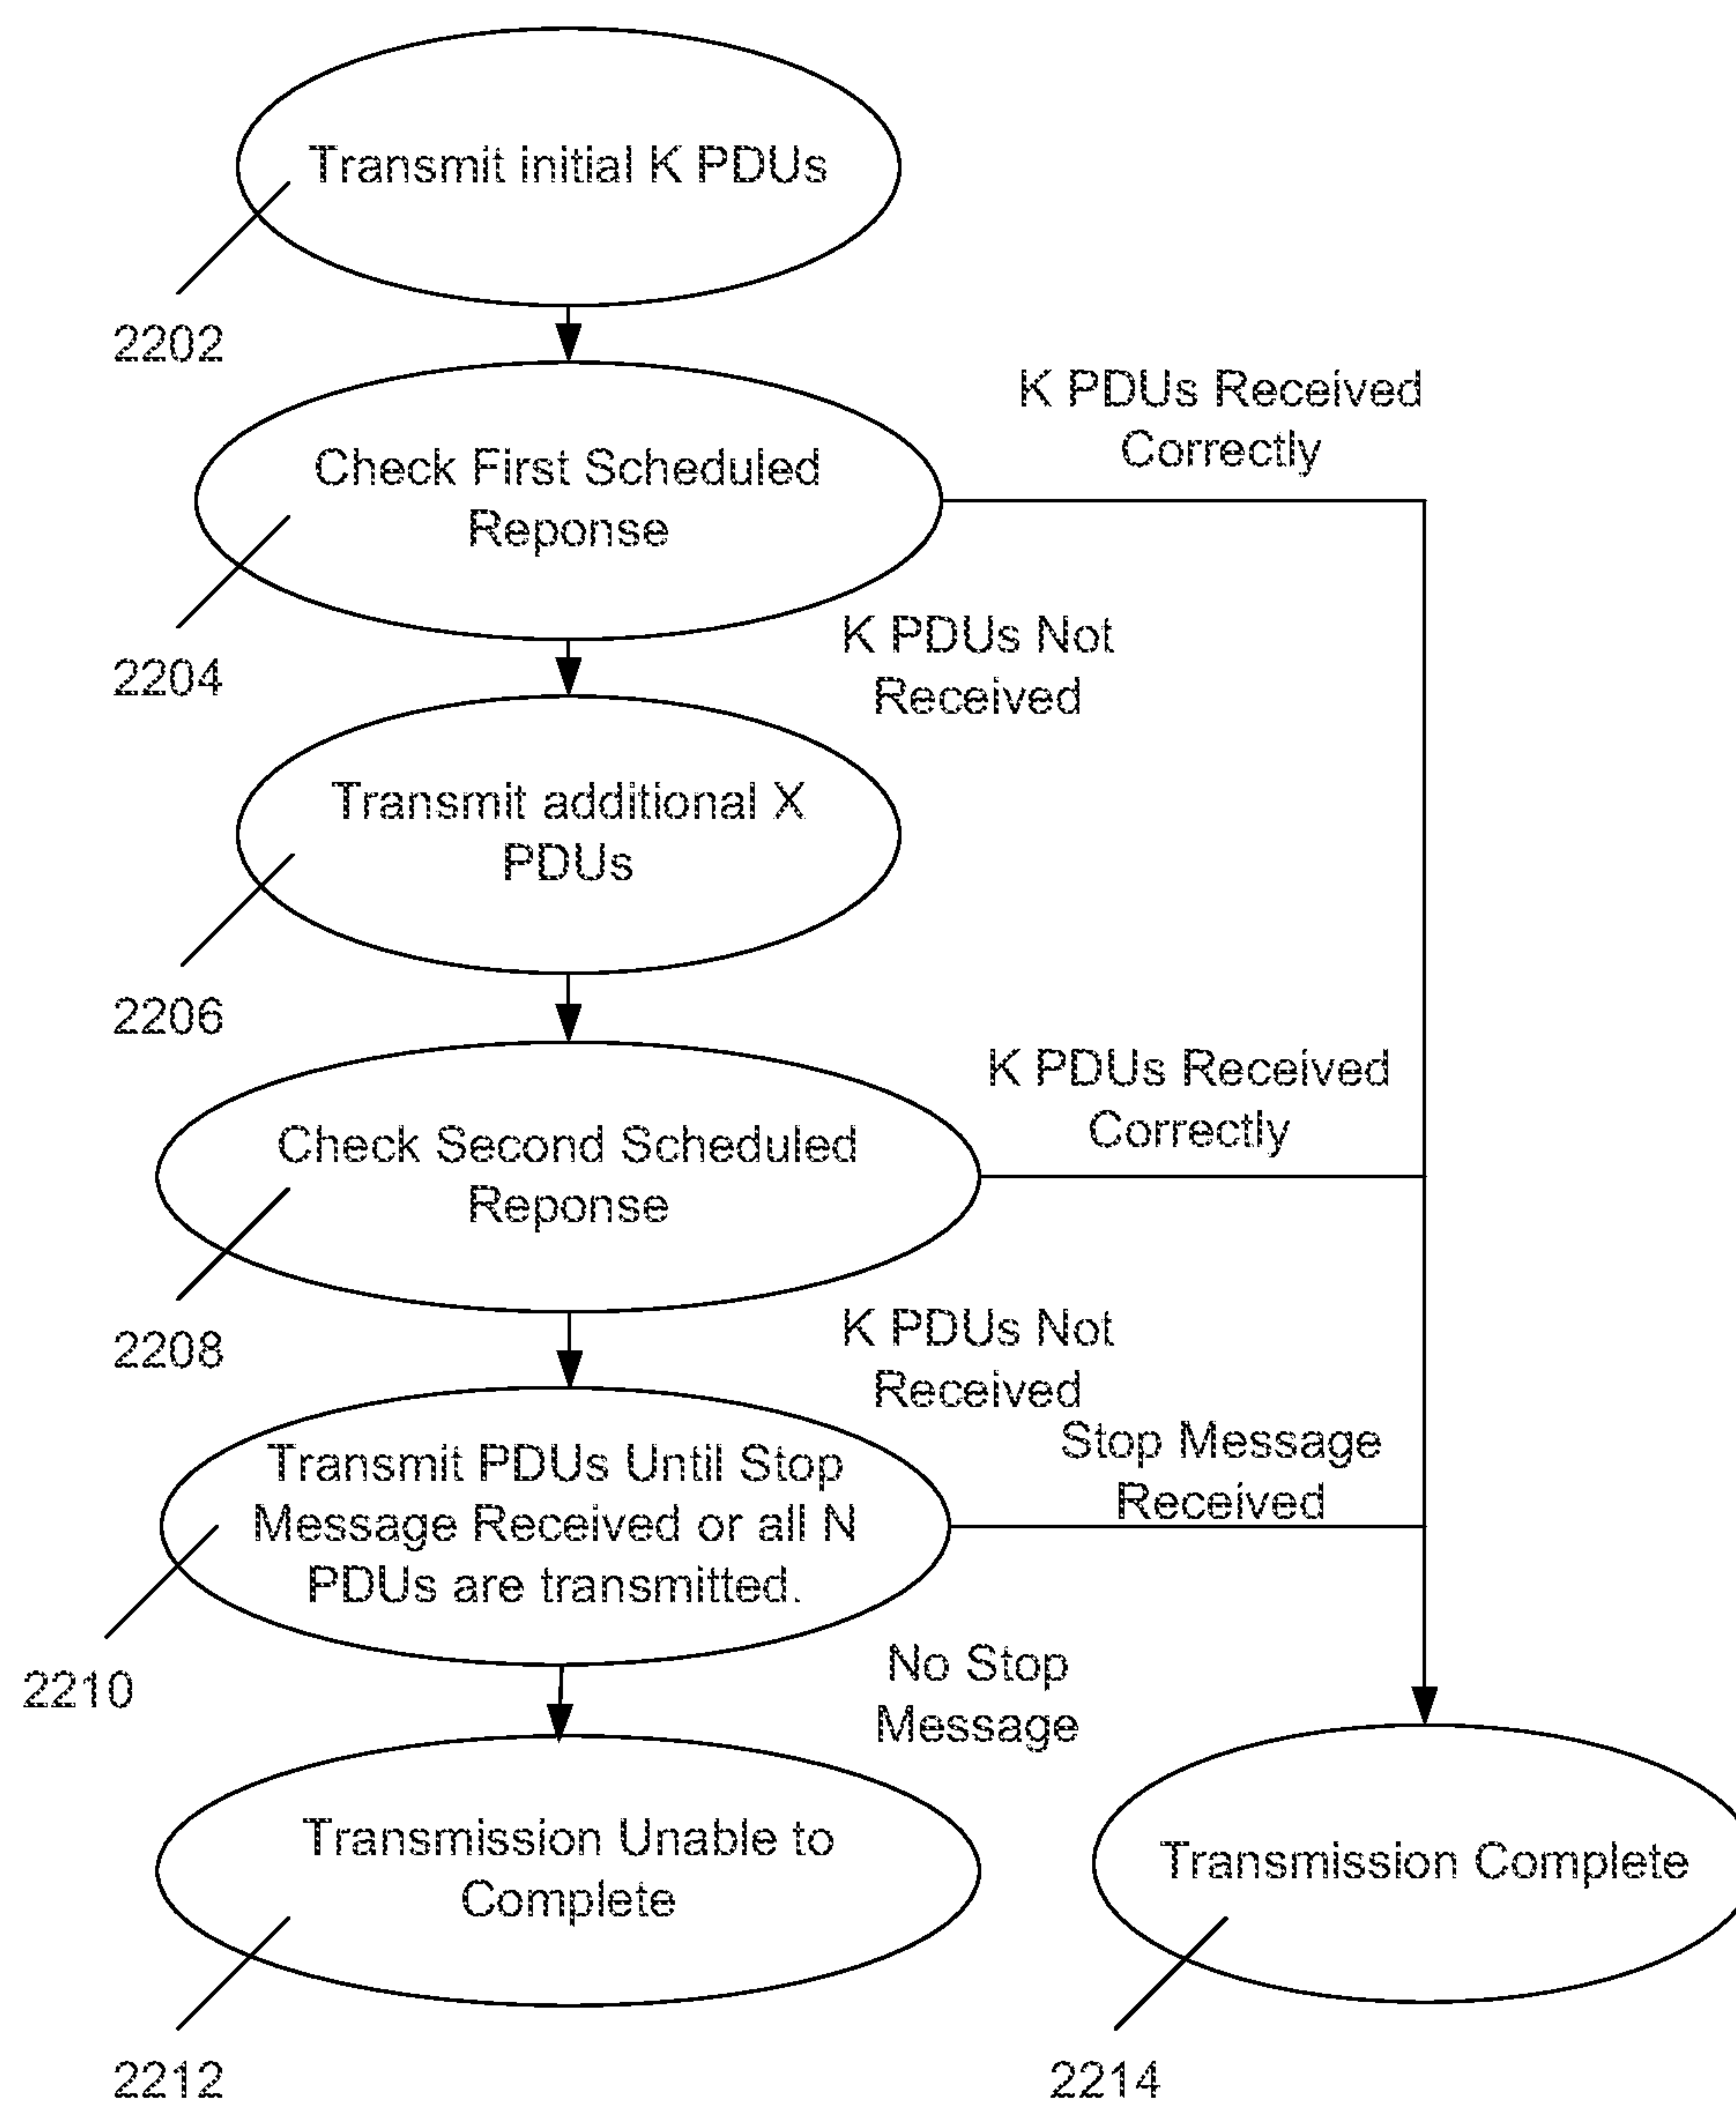 Transmit initial K PDUs
2202
K PDUs Received
Correctly
Check First Scheduled
Reponse
2204
K PDUs Not
Received
Transmit additional X
PDUs
2206
K PDUs Received
Correctly
Check Second Scheduled
Reponse
2208
K PDUs Not
Received
Stop Message
Received
Transmit PDUs Until Stop
Message Received or all N
PDUs are transmitted.
2210
No Stop
Message
Transmission Unable to
Complete
2212
Transmission Complete
2214